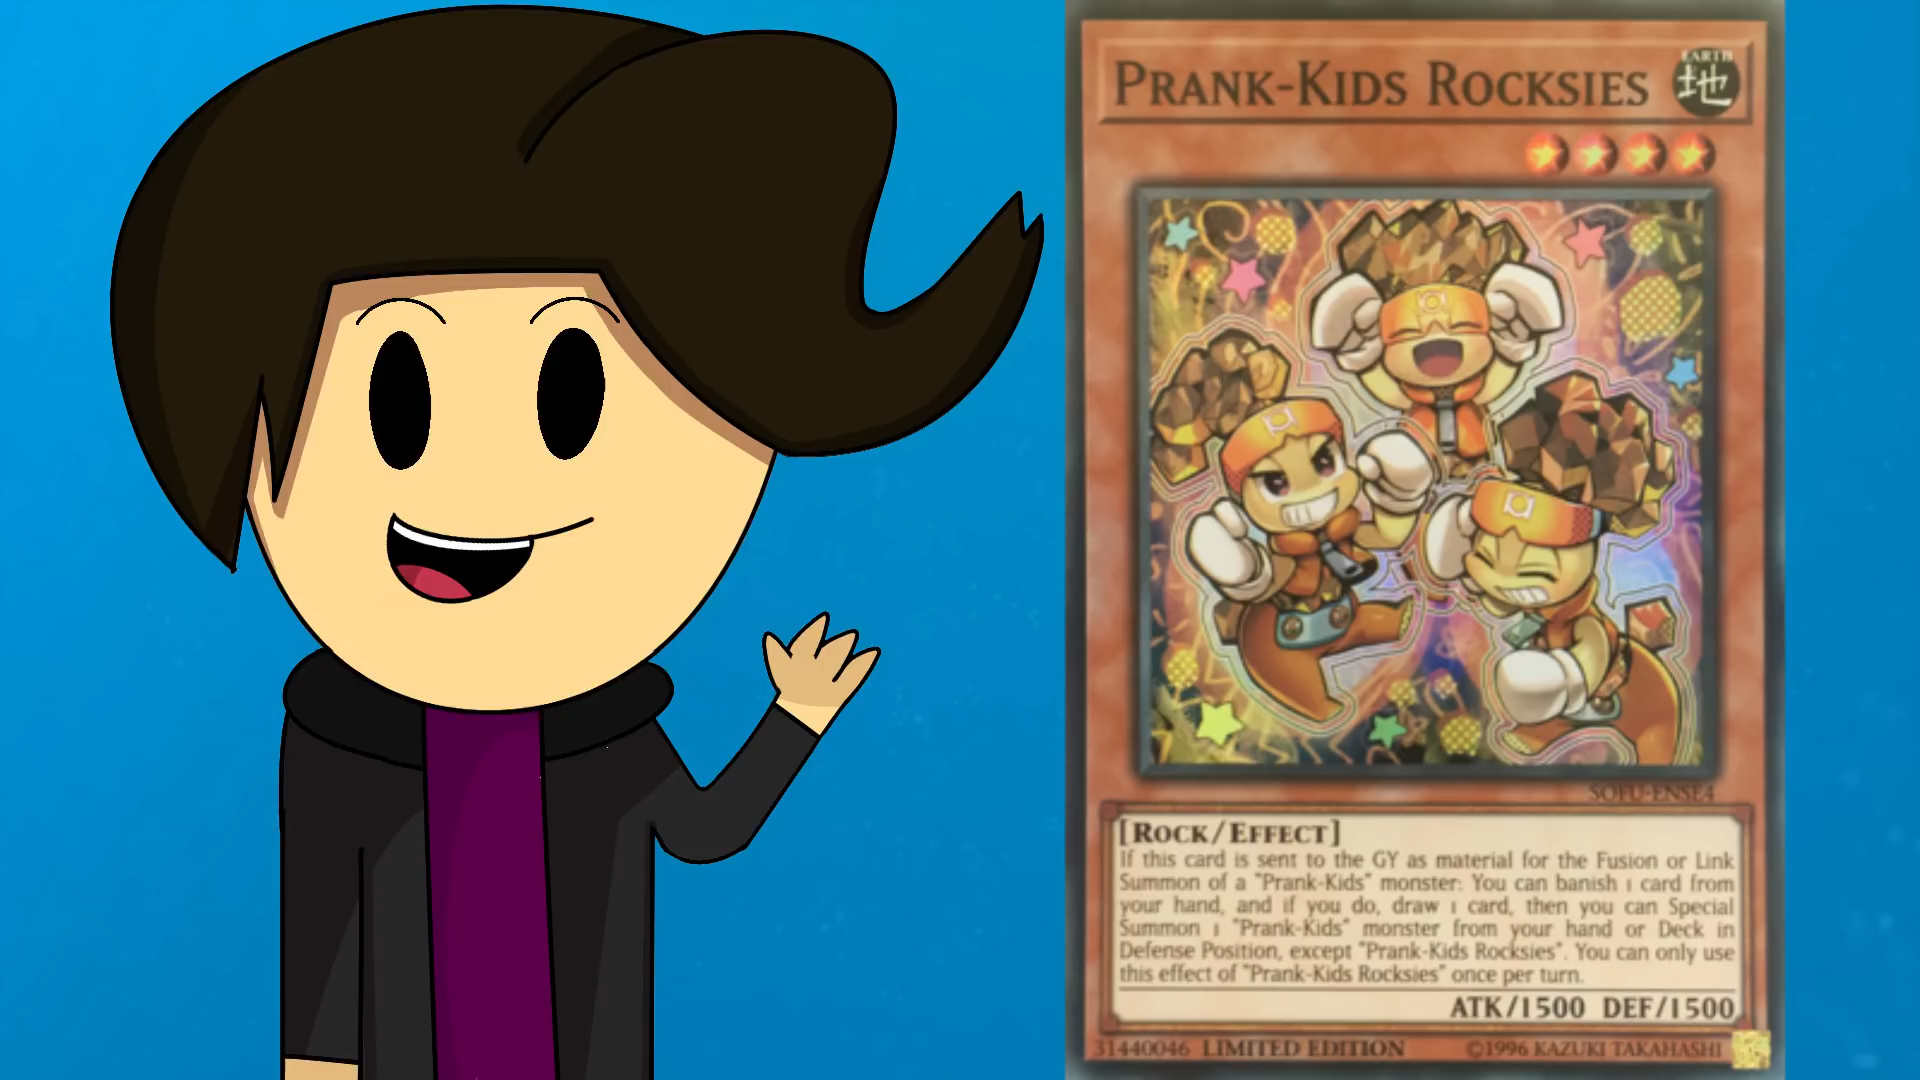 PRANK-KIDS ROCKSIES
EARTH
地
SOFU-ENSE4
[ROCK/EFFECT]
If this card is sent to the GY as material for the Fusion or Link
Summon of a "Prank-Kids" monster: You can banish 1 card from
your hand, and if you do, draw 1 card, then you can Special
Summon 1 "Prank-Kids" monster from your hand or Deck in
Defense Position, except "Prank-Kids Rocksies". You can only use
this effect of "Prank-Kids Rocksies" once per turn.
ATK/1500 DEF/1500
31440046 LIMITED EDITION ©1996 KAZUKI TAKAHASHI